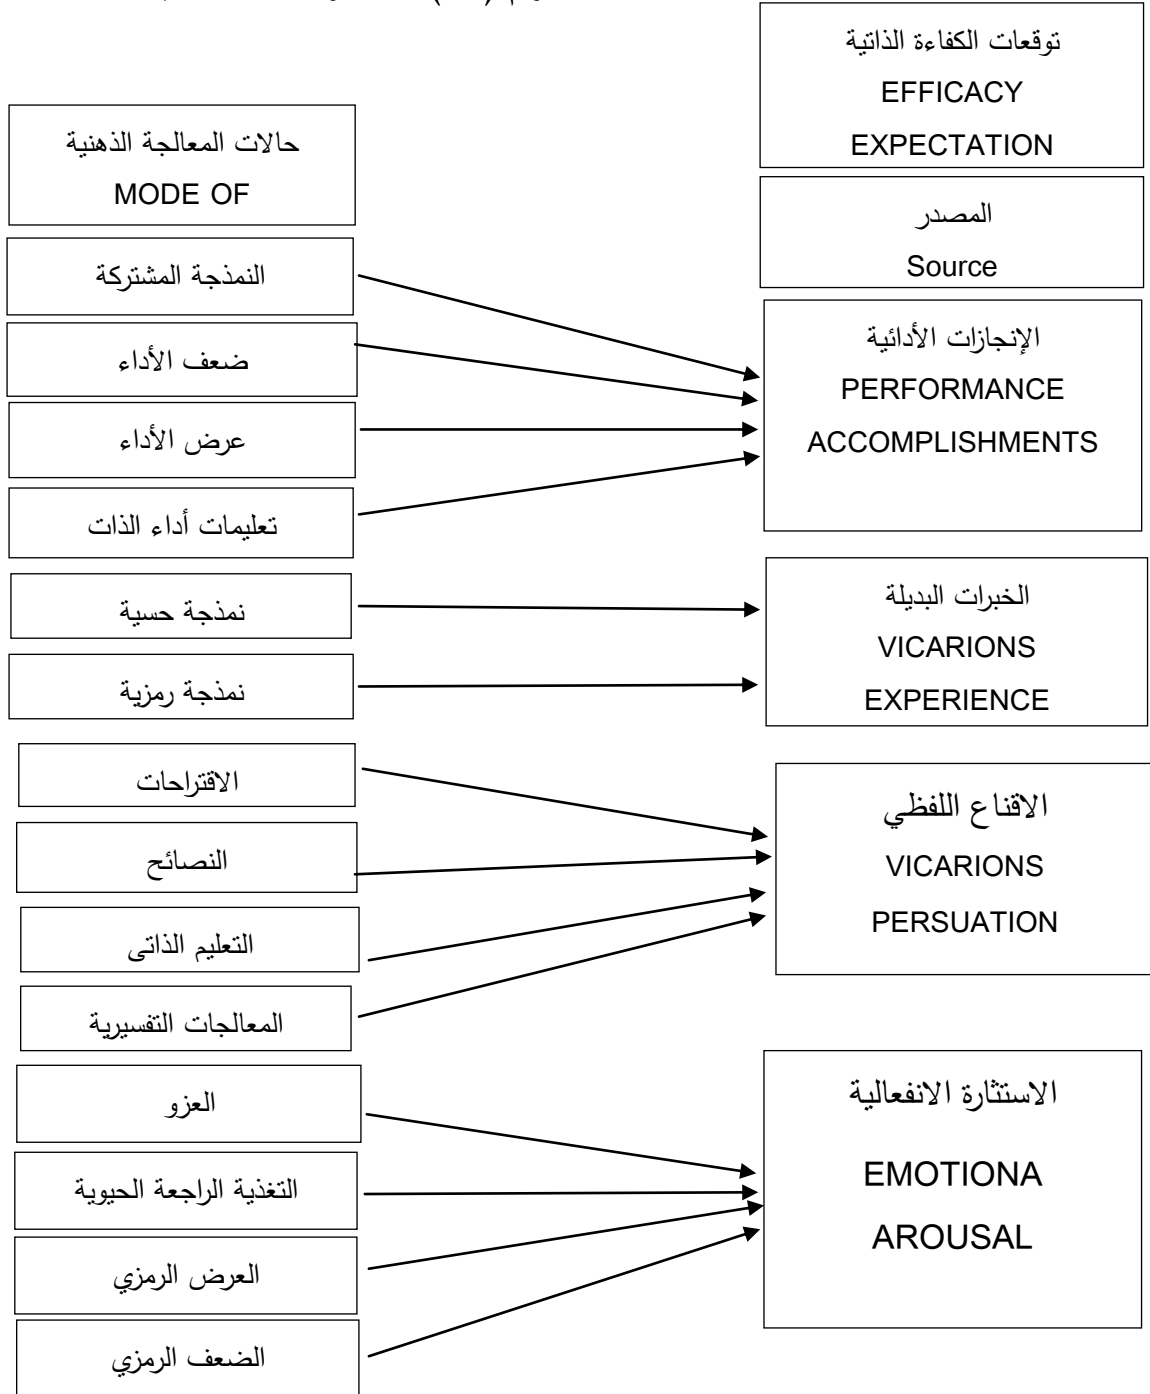 توقعات الكفاءة الذاتية
EFFICACY
EXPECTATION
حالات المعالجة الذهنية
MODE OF
المصدر
Source
النمذجة المشتركة
ضعف الأداء
عرض الأداء
تعليمات أداء الذات
الإنجازات الأدائية
PERFORMANCE
ACCOMPLISHMENTS
نمذجة حسية
نمذجة رمزية
الخبرات البديلة
VICARIONS
EXPERIENCE
الاقتراحات
النصائح
التعليم الذاتى
المعالجات التفسيرية
الاقناع اللفظي
VICARIONS
PERSUATION
العزو
التغذية الراجعة الحيوية
العرض الرمزي
الضعف الرمزي
الاستثارة الانفعالية
EMOTIONA
AROUSAL